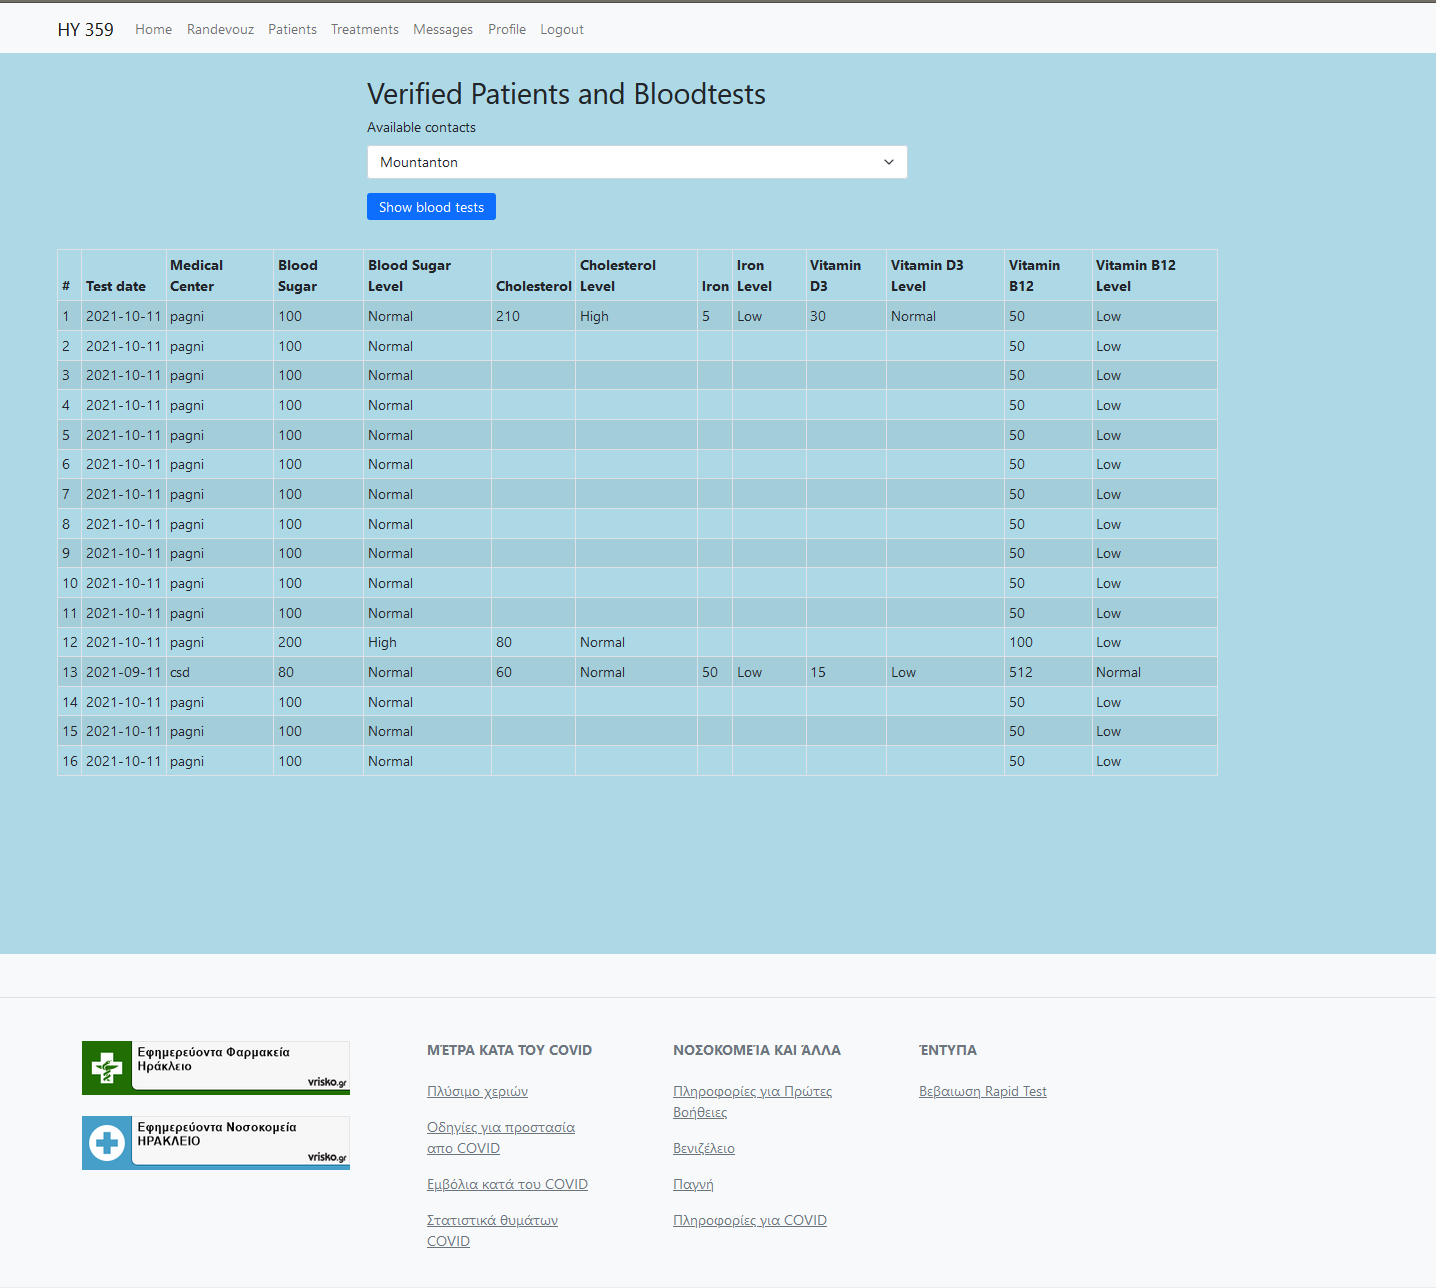 HY 359 Home Randevouz Patients Treatments Messages Profile Logout
Verified Patients and Bloodtests
Available contacts
Mountanton
Show blood tests
# Test date Medical Center Blood Sugar Blood Sugar Level Cholesterol Cholesterol Level Iron Iron Level Vitamin D3 Vitamin D3 Level Vitamin B12 Vitamin B12 Level
1 2021-10-11 pagni 100 Normal 210 High 5 Low 30 Normal 50 Low
2 2021-10-11 pagni 100 Normal 50 Low
3 2021-10-11 pagni 100 Normal 50 Low
4 2021-10-11 pagni 100 Normal 50 Low
5 2021-10-11 pagni 100 Normal 50 Low
6 2021-10-11 pagni 100 Normal 50 Low
7 2021-10-11 pagni 100 Normal 50 Low
8 2021-10-11 pagni 100 Normal 50 Low
9 2021-10-11 pagni 100 Normal 50 Low
10 2021-10-11 pagni 100 Normal 50 Low
11 2021-10-11 pagni 100 Normal 50 Low
12 2021-10-11 pagni 200 High 80 Normal 100 Low
13 2021-09-11 csd 80 Normal 60 Normal 50 Low 15 Low 512 Normal
14 2021-10-11 pagni 100 Normal 50 Low
15 2021-10-11 pagni 100 Normal 50 Low
16 2021-10-11 pagni 100 Normal 50 Low
Εφημερεύοντα Φαρμακεία
Ηράκλειο
vrisko.gr
Εφημερεύοντα Νοσοκομεία
ΗΡΑΚΛΕΙΟ
vrisko.gr
ΜΈΤΡΑ ΚΑΤΑ ΤΟΥ COVID
Πλύσιμο χεριών
Οδηγίες για προστασία
απο COVID
Εμβόλια κατά του COVID
Στατιστικά θυμάτων
COVID
ΝΟΣΟΚΟΜΕΊΑ ΚΑΙ ΆΛΛΑ
Πληροφορίες για Πρώτες
Βοήθειες
Βενιζέλειο
Παγνή
Πληροφορίες για COVID
ΈΝΤΥΠΑ
Βεβαιωση Rapid Test